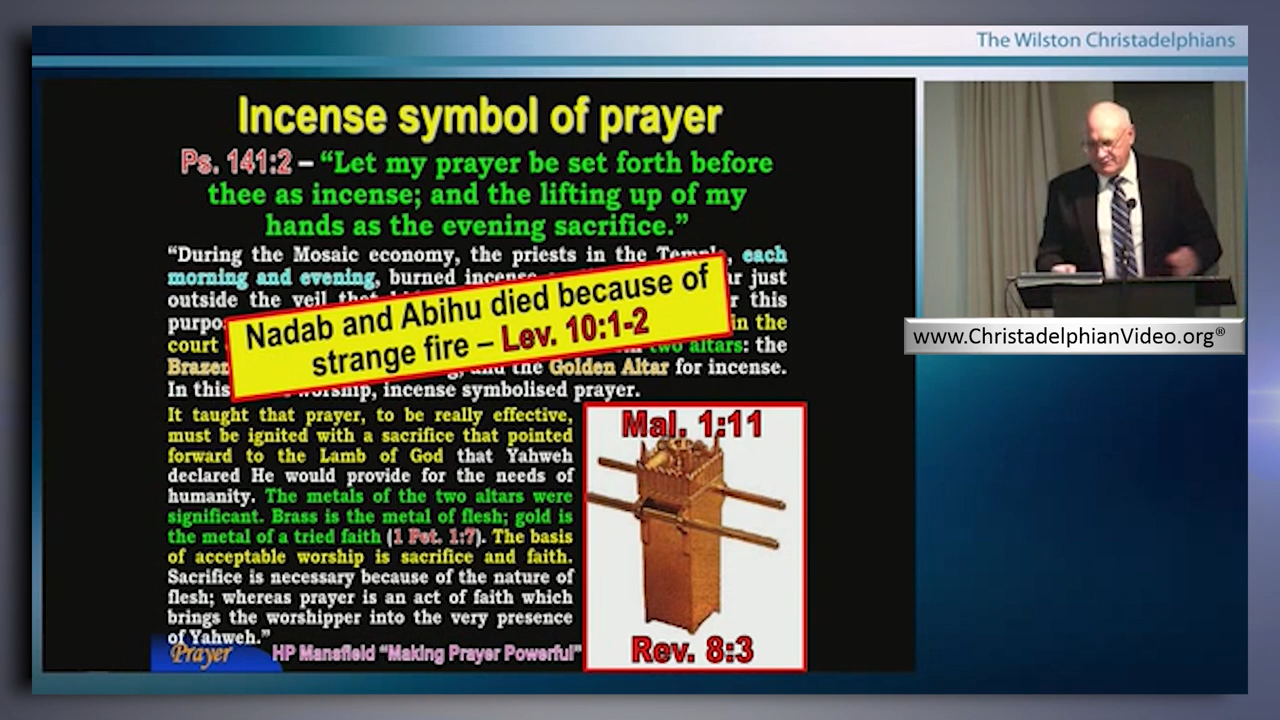 The Wilston Christadelphians
Incense symbol of prayer
Ps. 141:2 – “Let my prayer be set forth before
thee as incense; and the lifting up of my
hands as the evening sacrifice.”
“During the Mosaic economy, the priests in the Temple, each
morning and evening, burned incense just
outside the veil this
in the
court two altars: the
the Golden Altar for incense.
In this worship, incense symbolised prayer.
Nadab and Abihu died because of
strange fire – Lev. 10:1-2
It taught that prayer, to be really effective,
must be ignited with a sacrifice that pointed
forward to the Lamb of God that Yahweh
declared He would provide for the needs of
humanity. The metals of the two altars were
significant. Brass is the metal of flesh; gold is
the metal of a tried faith (1 Pet. 1:7). The basis
of acceptable worship is sacrifice and faith.
Sacrifice is necessary because of the nature of
flesh; whereas prayer is an act of faith which
brings the worshipper into the very presence
of Yahweh.”
Prayer
HP Mansfield “Making Prayer Powerful”
Mal. 1:11
Rev. 8:3
www.ChristadelphianVideo.org®